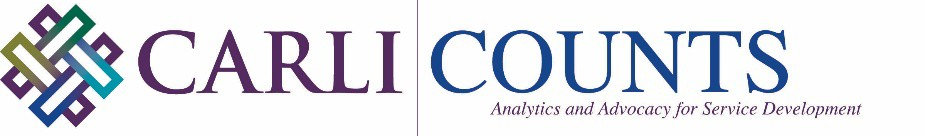 CARLI COUNTS
Analytics and Advocacy for Service Development